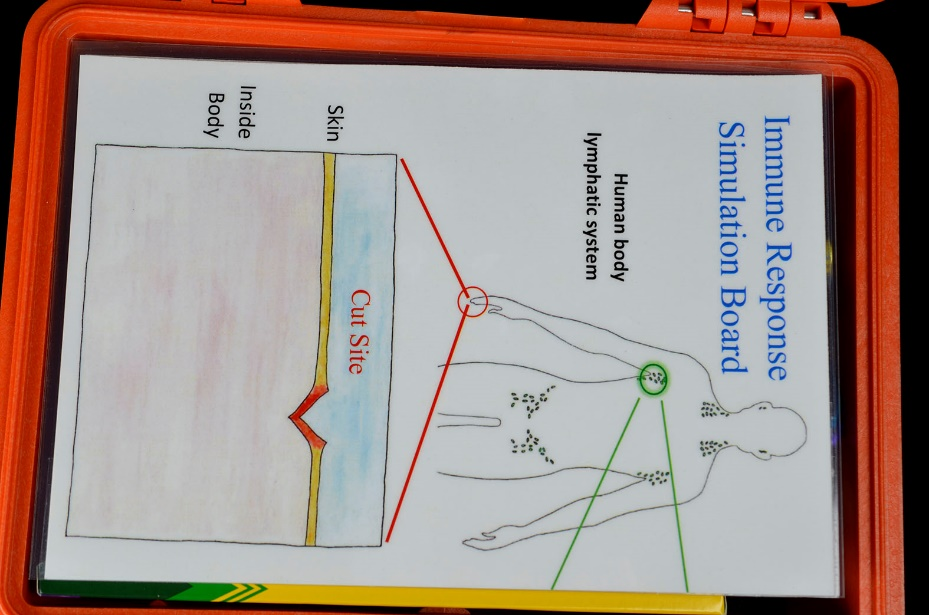 Immune Response
Simulation Board
Human body
lymphatic system
Cut Site
Skin
Inside
Body